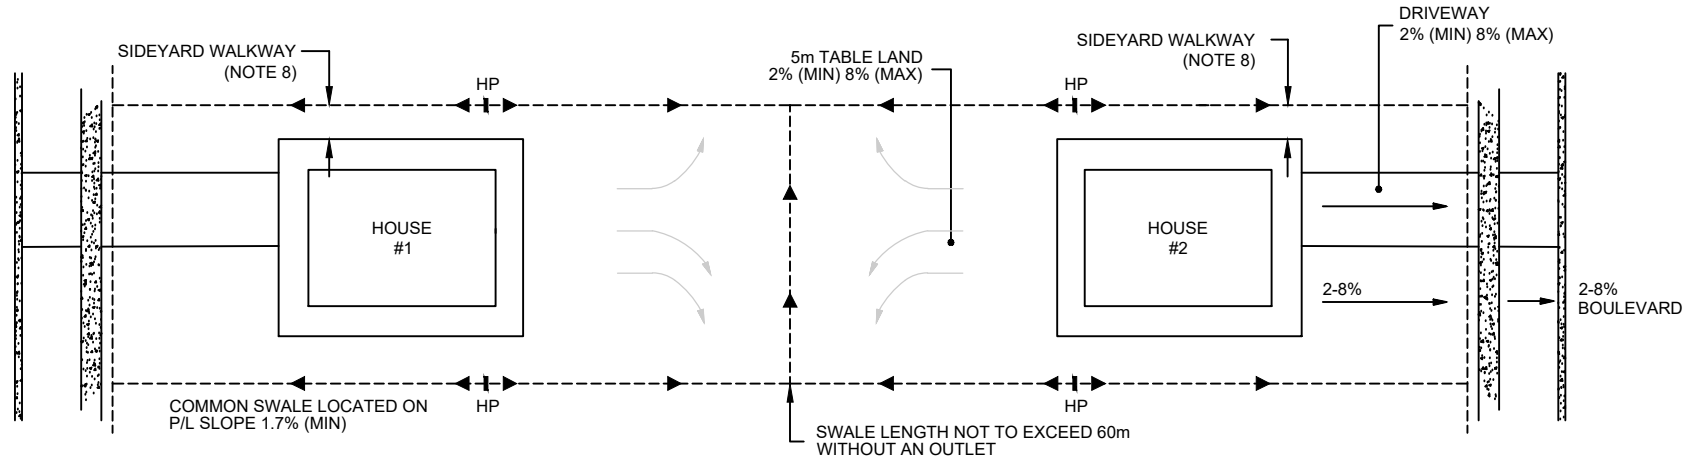 SIDEYARD WALKWAY
(NOTE 8)
HP
5m TABLE LAND
2% (MIN) 8% (MAX)
HP
SIDEYARD WALKWAY
(NOTE 8)
DRIVEWAY
2% (MIN) 8% (MAX)
HOUSE
#1
HOUSE
#2
2-8%
2-8%
BOULEVARD
COMMON SWALE LOCATED ON
P/L SLOPE 1.7% (MIN)
HP
SWALE LENGTH NOT TO EXCEED 60m
WITHOUT AN OUTLET
HP